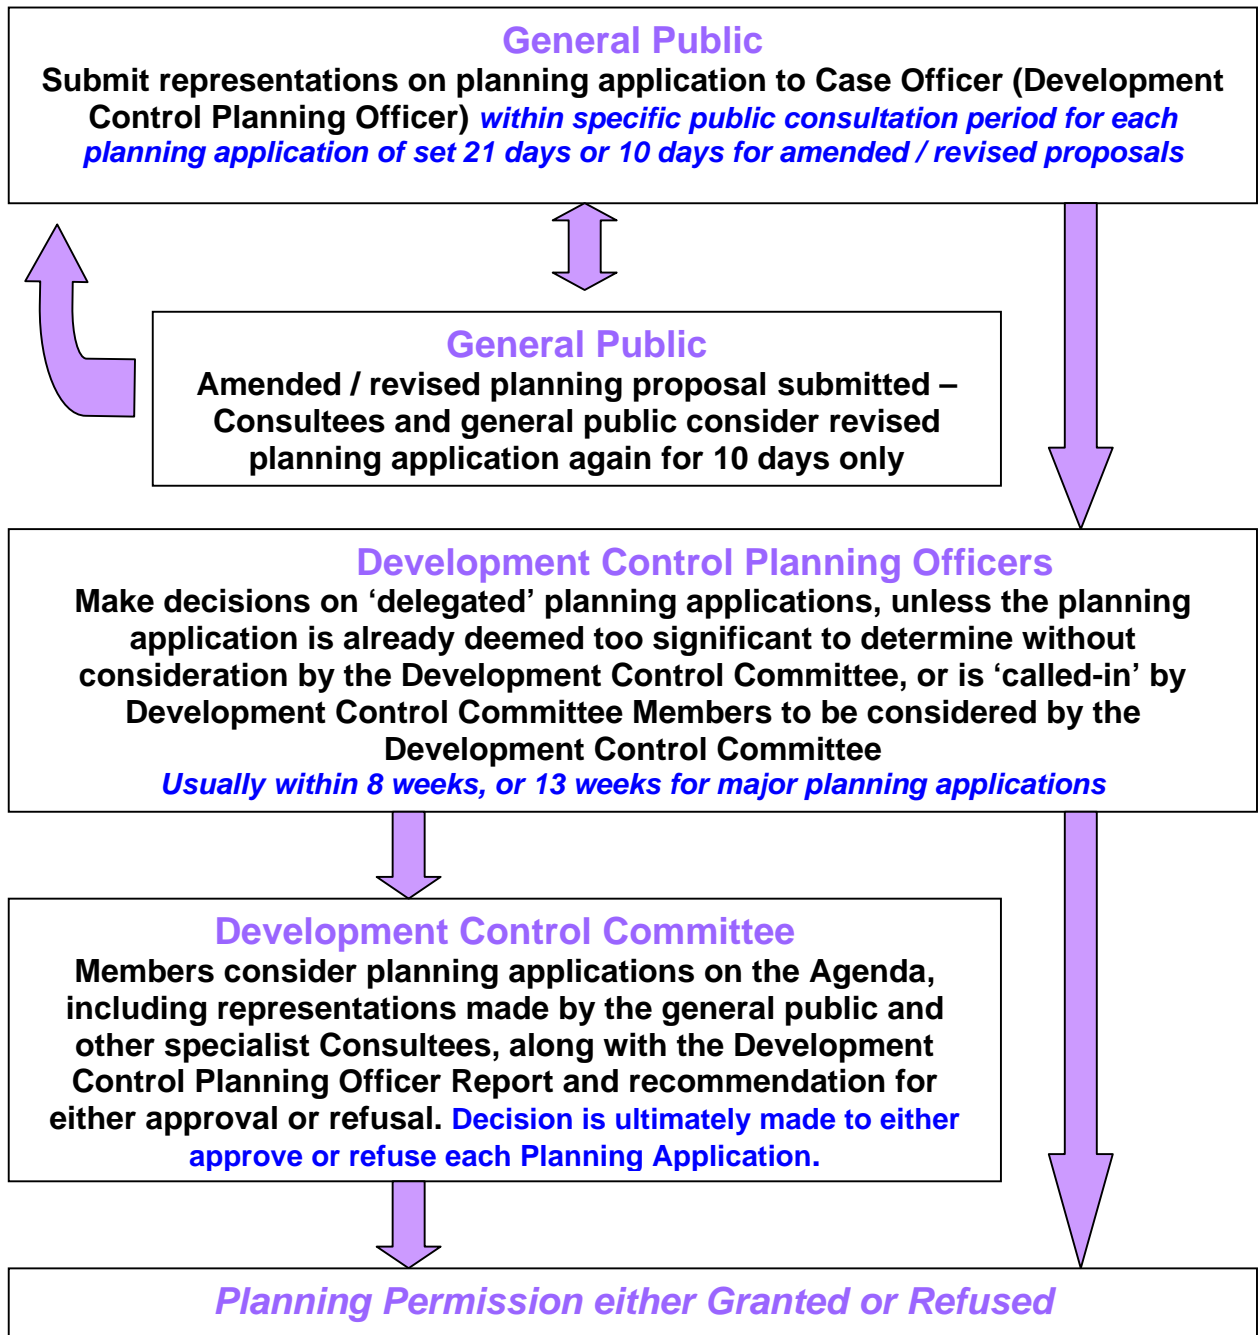 General Public
Submit representations on planning application to Case Officer (Development
Control Planning Officer) within specific public consultation period for each
planning application of set 21 days or 10 days for amended / revised proposals
General Public
Amended / revised planning proposal submitted –
Consultees and general public consider revised
planning application again for 10 days only
Development Control Planning Officers
Make decisions on ‘delegated’ planning applications, unless the planning
application is already deemed too significant to determine without
consideration by the Development Control Committee, or is ‘called-in’ by
Development Control Committee Members to be considered by the
Development Control Committee
Usually within 8 weeks, or 13 weeks for major planning applications
Development Control Committee
Members consider planning applications on the Agenda,
including representations made by the general public and
other specialist Consultees, along with the Development
Control Planning Officer Report and recommendation for
either approval or refusal. Decision is ultimately made to either
approve or refuse each Planning Application.
Planning Permission either Granted or Refused